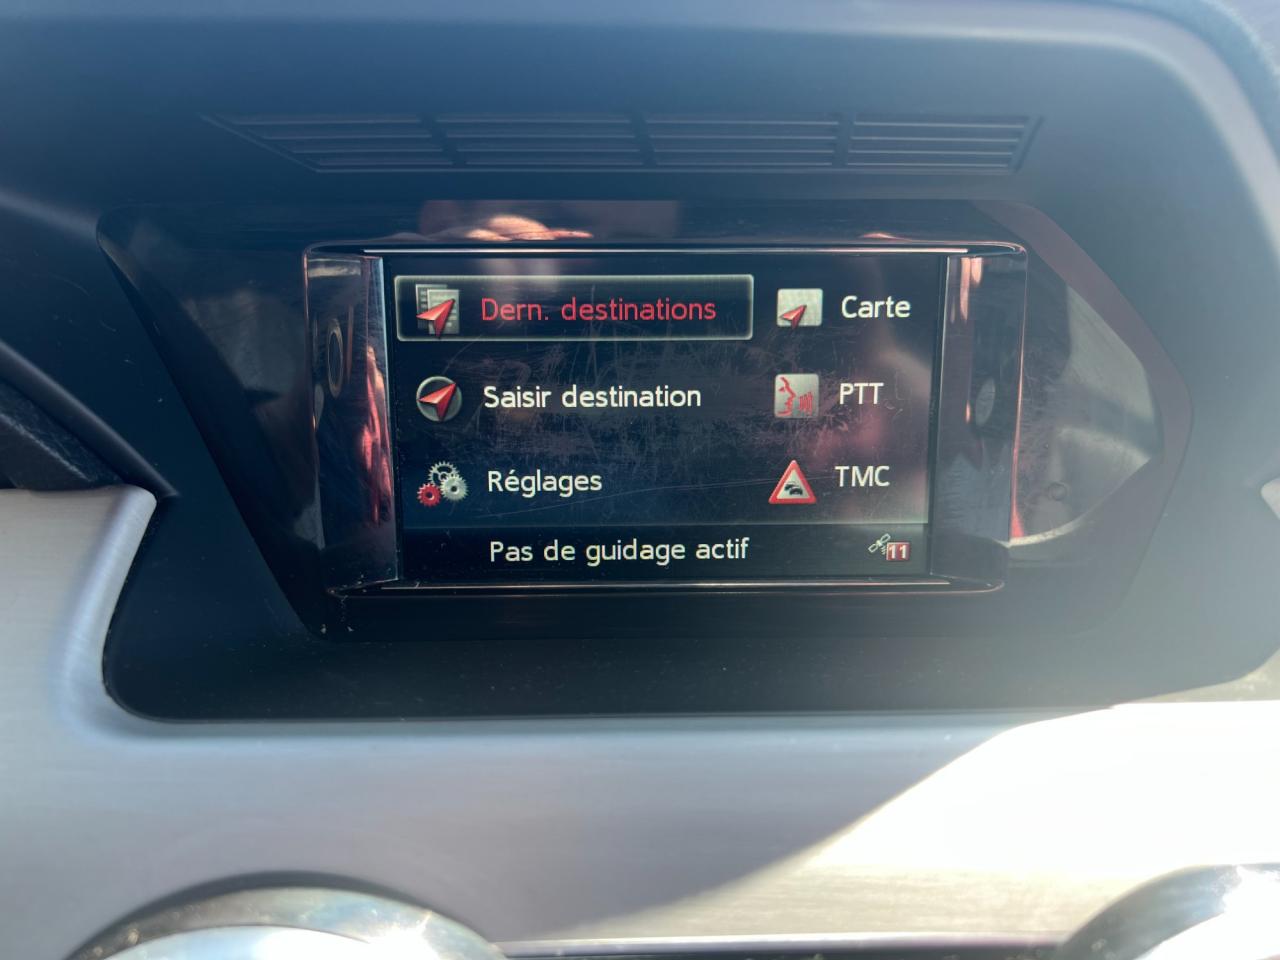 Dern. destinations
Carte
Saisir destination
PTT
Réglages
TMC
Pas de guidage actif
11